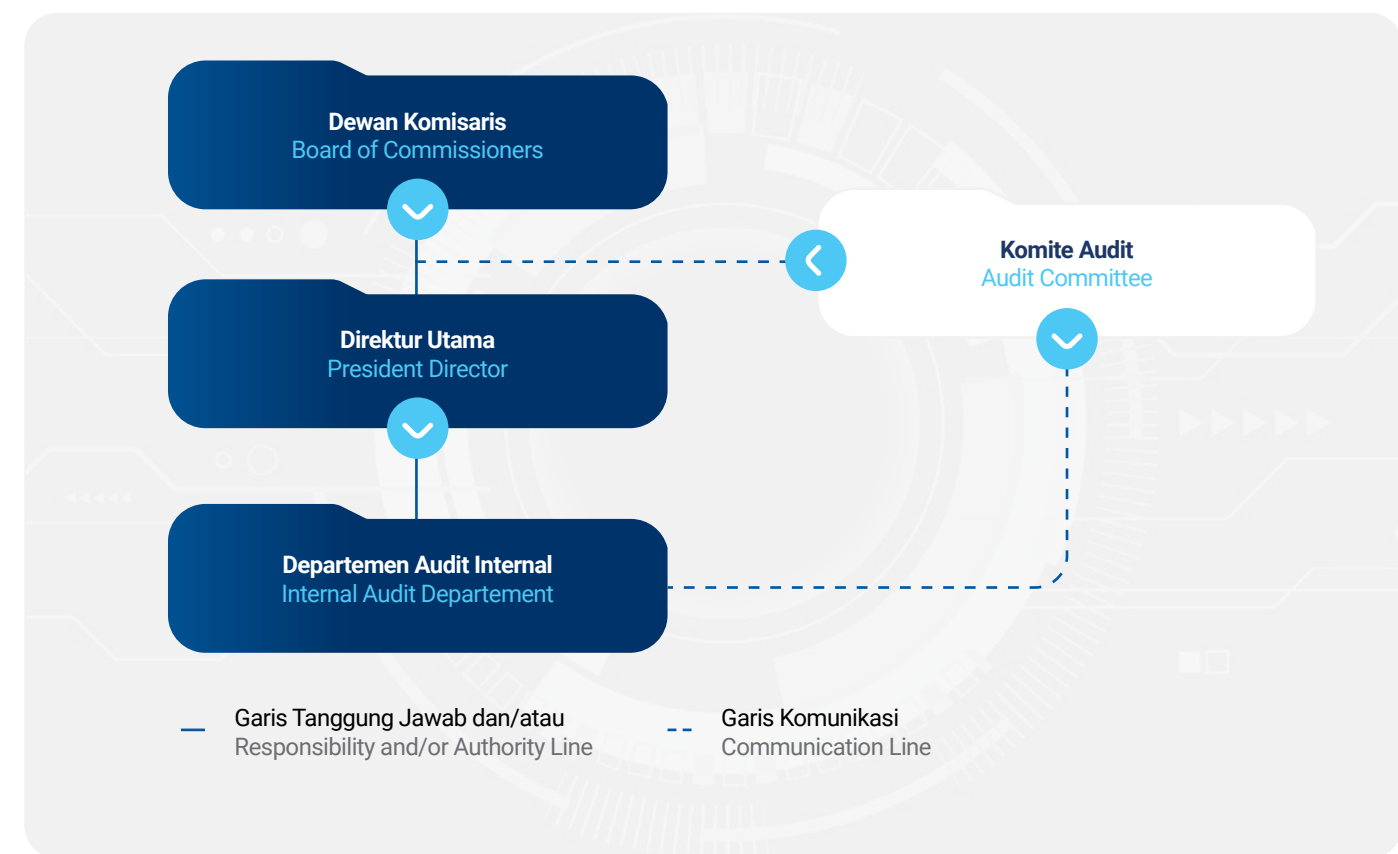 Dewan Komisaris
Board of Commissioners
Komite Audit
Audit Committee
Direktur Utama
President Director
Departemen Audit Internal
Internal Audit Departement
Garis Tanggung Jawab dan/atau
Responsibility and/or Authority Line
Garis Komunikasi
Communication Line